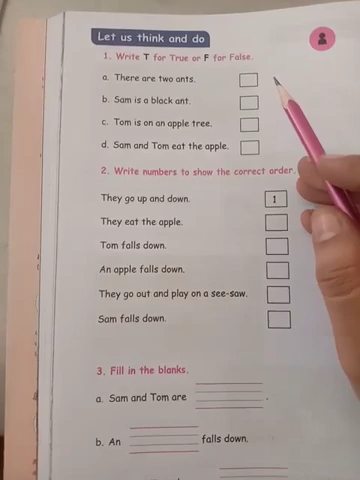 Let us think and do
1. Write T for True or F for False.
a. There are two ants.
b. Sam is a black ant.
c. Tom is on an apple tree.
d. Sam and Tom eat the apple.
2. Write numbers to show the correct order.
They go up and down. 1
They eat the apple.
Tom falls down.
An apple falls down.
They go out and play on a see-saw.
Sam falls down.
3. Fill in the blanks.
a. Sam and Tom are .
b. An falls down.